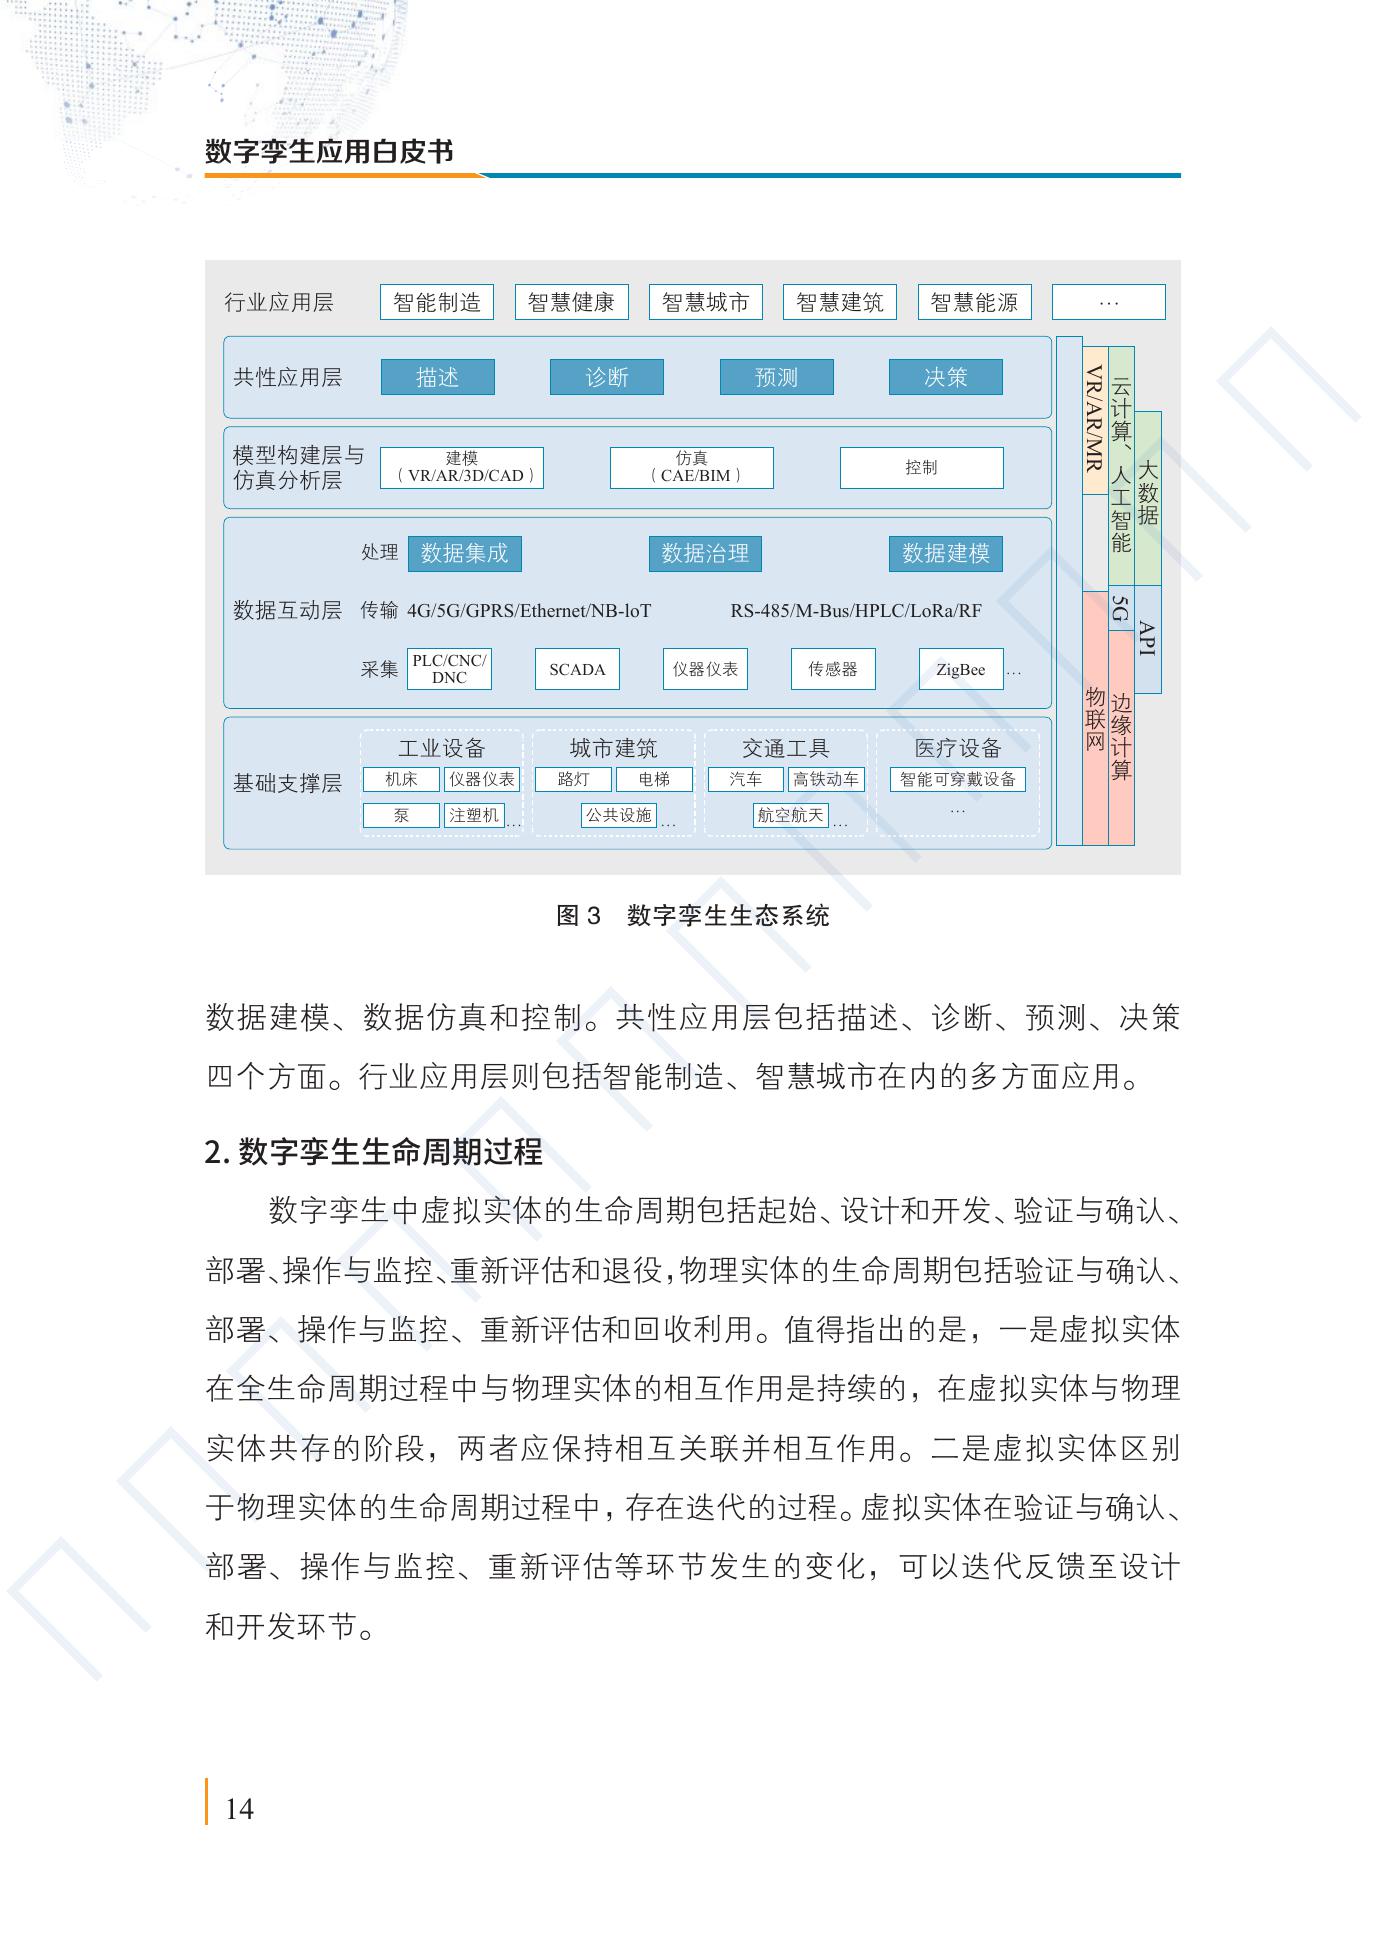 数字孪生应用白皮书
行业应用层 智能制造 智慧健康 智慧城市 智慧建筑 智慧能源 …
共性应用层 描述 诊断 预测 决策
模型构建层与
仿真分析层
建模
（VR/AR/3D/CAD）
仿真
（CAE/BIM）
控制
数据互动层
处理 数据集成 数据治理 数据建模
传输 4G/5G/GPRS/Ethernet/NB-loT RS-485/M-Bus/HPLC/LoRa/RF
采集
PLC/CNC/
DNC
SCADA 仪器仪表 传感器 ZigBee …
基础支撑层
工业设备
机床 仪器仪表
泵 注塑机 …
城市建筑
路灯 电梯
公共设施 …
交通工具
汽车 高铁动车
航空航天 …
医疗设备
智能可穿戴设备
…
VR/AR/MR
物联网
云计算、人工智能
5G
边缘计算
大数据
API
图 3 数字孪生生态系统
数据建模、数据仿真和控制。共性应用层包括描述、诊断、预测、决策
四个方面。行业应用层则包括智能制造、智慧城市在内的多方面应用。
2. 数字孪生生命周期过程
数字孪生中虚拟实体的生命周期包括起始、设计和开发、验证与确认、
部署、操作与监控、重新评估和退役，物理实体的生命周期包括验证与确认、
部署、操作与监控、重新评估和回收利用。值得指出的是，一是虚拟实体
在全生命周期过程中与物理实体的相互作用是持续的，在虚拟实体与物理
实体共存的阶段，两者应保持相互关联并相互作用。二是虚拟实体区别
于物理实体的生命周期过程中，存在迭代的过程。虚拟实体在验证与确认、
部署、操作与监控、重新评估等环节发生的变化，可以迭代反馈至设计
和开发环节。
14